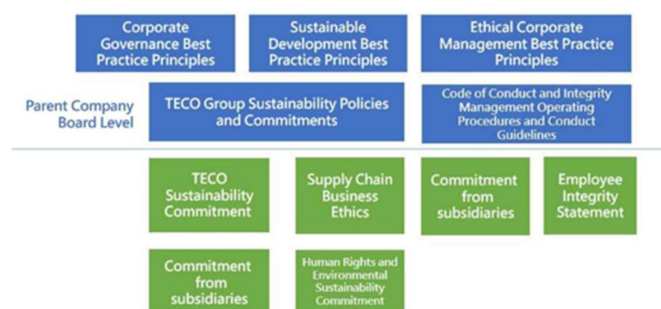 Corporate
Governance Best
Practice Principles
Sustainable
Development Best
Practice Principles
Ethical Corporate
Management Best Practice
Principles
Parent Company
Board Level
TECO Group Sustainability Policies
and Commitments
Code of Conduct and Integrity
Management Operating
Procedures and Conduct
Guidelines
TECO
Sustainability
Commitment
Supply Chain
Business
Ethics
Commitment
from
subsidiaries
Employee
Integrity
Statement
Commitment
from
subsidiaries
Human Rights and
Environmental
Sustainability
Commitment